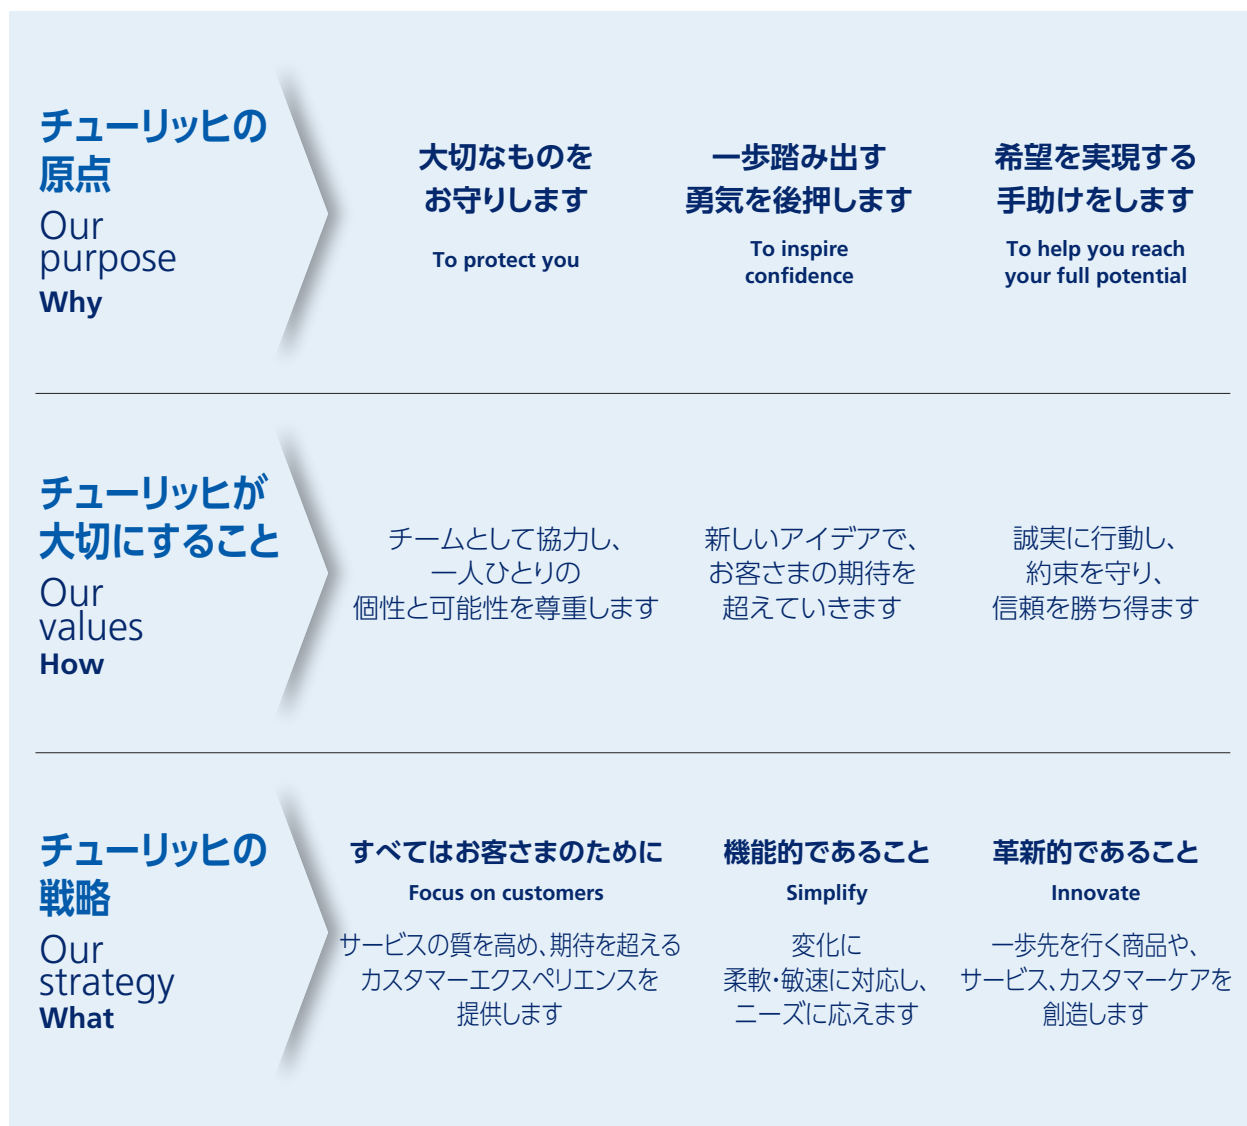 チューリッヒの
原点
Our
purpose
Why
大切なものを
お守りします
To protect you
一歩踏み出す
勇気を後押しします
To inspire
confidence
希望を実現する
手助けをします
To help you reach
your full potential
チューリッヒが
大切にすること
Our
values
How
チームとして協力し、
一人ひとりの
個性と可能性を尊重します
新しいアイデアで、
お客さまの期待を
超えていきます
誠実に行動し、
約束を守り、
信頼を勝ち得ます
チューリッヒの
戦略
Our
strategy
What
すべてはお客さまのために
Focus on customers
サービスの質を高め、期待を超える
カスタマーエクスペリエンスを
提供します
機能的であること
Simplify
変化に
柔軟・敏速に対応し、
ニーズに応えます
革新的であること
Innovate
一歩先を行く商品や、
サービス、カスタマーケアを
創造します